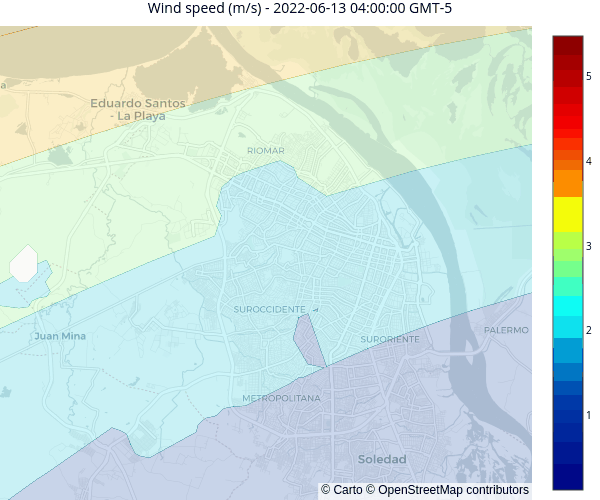 Wind speed (m/s) - 2022-06-13 04:00:00 GMT-5
5
a
Eduardo Santos
- La Playa
RIOMAR
4
3
SUROCCIDENTE
PALERMO
2
Juan Mina
SURORIENTE
METROPOLITANA
1
Soledad
© Carto © OpenStreetMap contributors